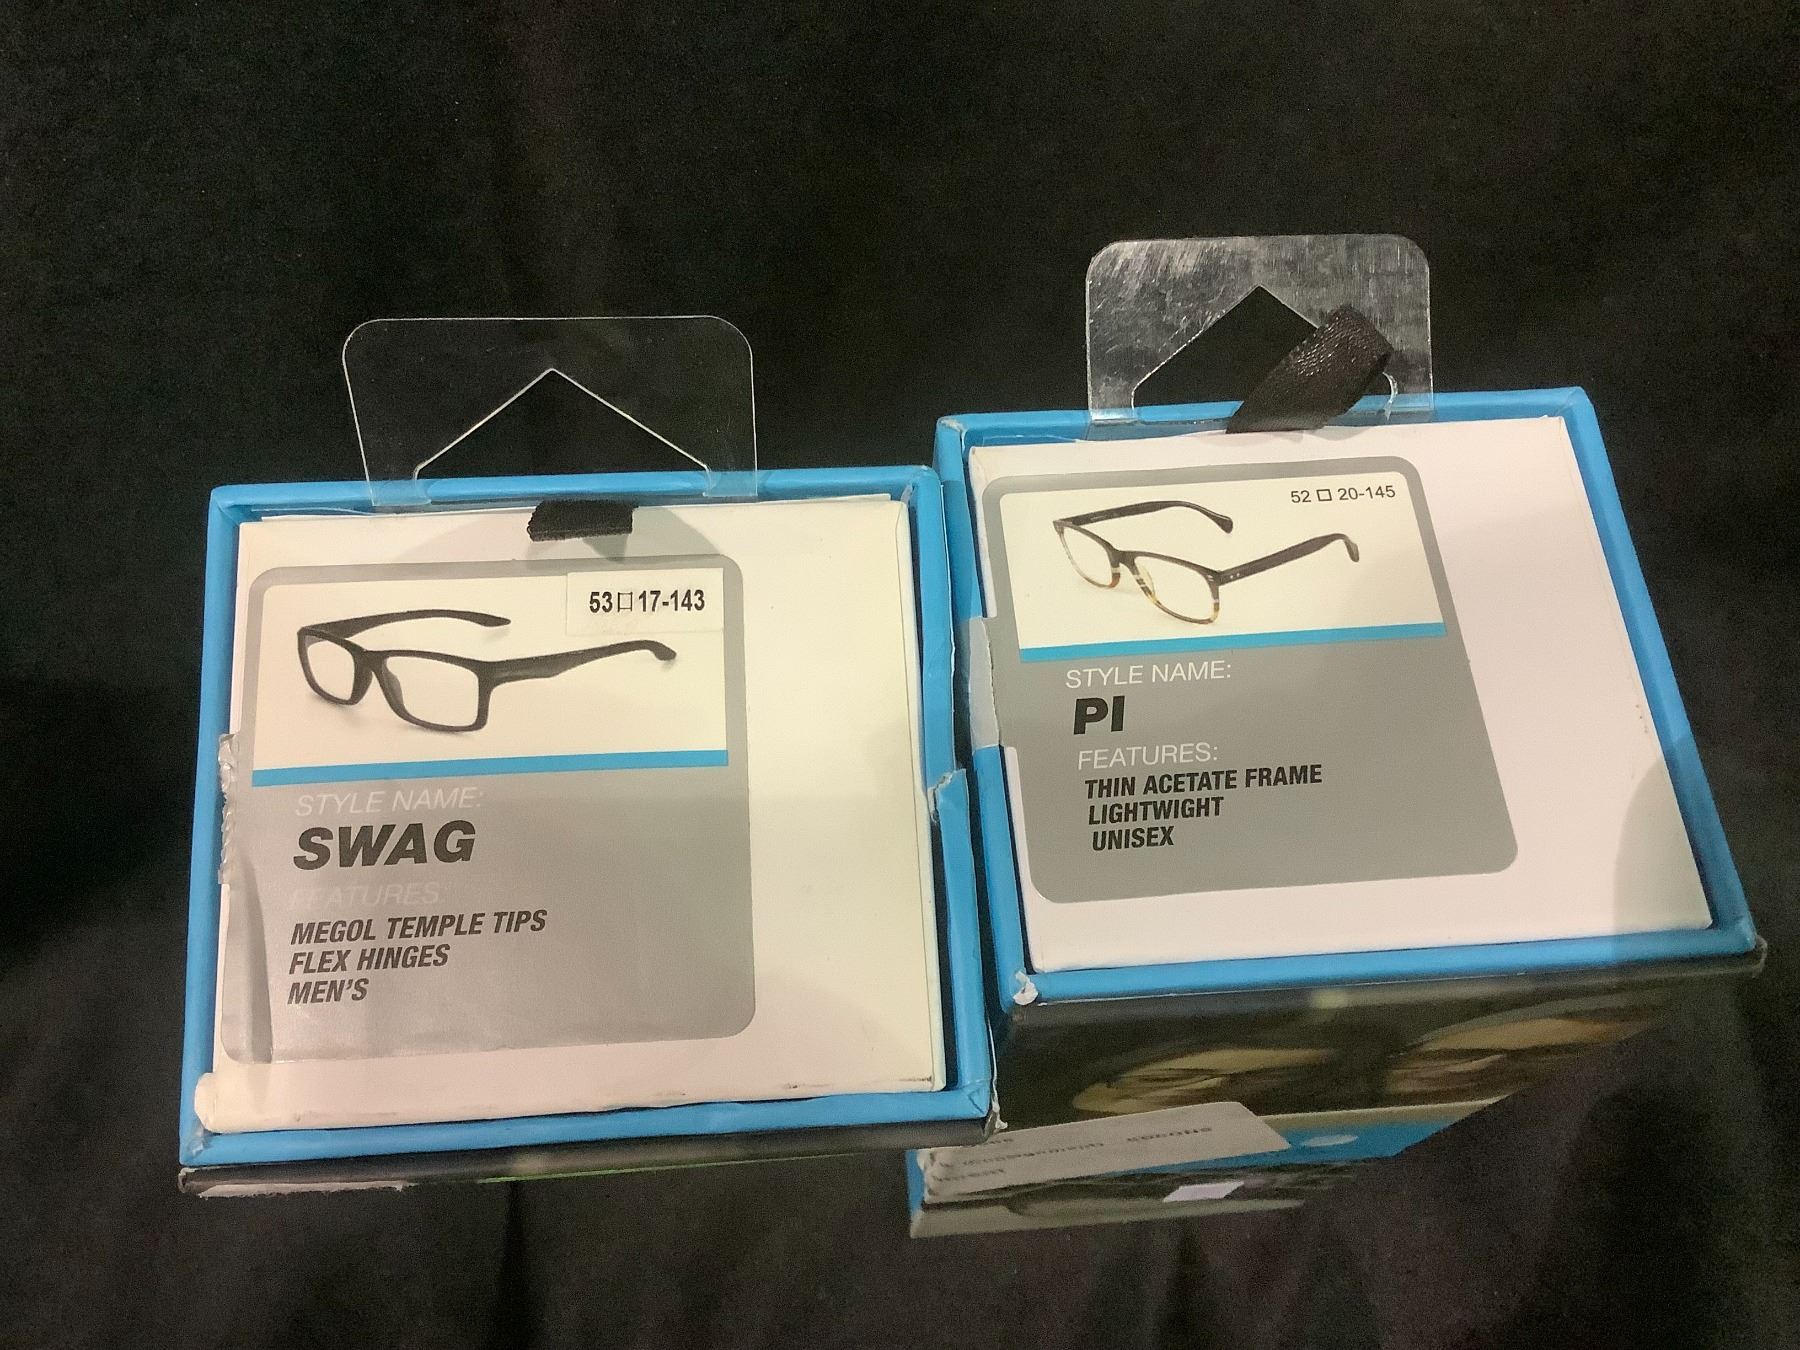 53□17-143
STYLE NAME:
SWAG
FEATURES:
MEGOL TEMPLE TIPS
FLEX HINGES
MEN'S
52 □ 20-145
STYLE NAME:
PI
FEATURES:
THIN ACETATE FRAME
LIGHTWIGHT
UNISEX